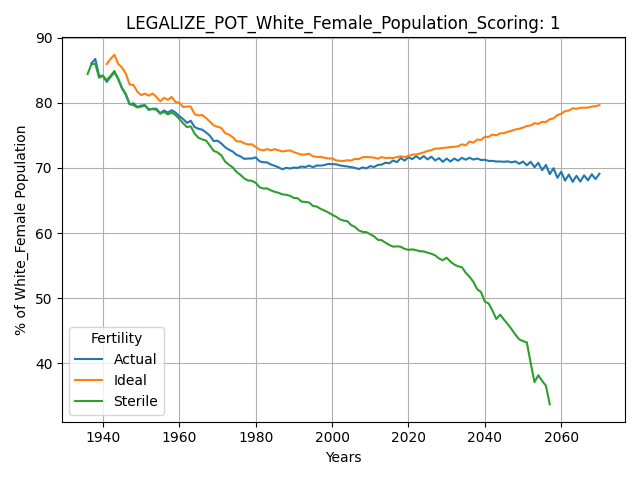 LEGALIZE_POT_White_Female_Population_Scoring: 1
% of White_Female Population
90
80
70
60
50
40
Fertility
Actual
Ideal
Sterile
1940 1960 1980 2000 2020 2040 2060
Years